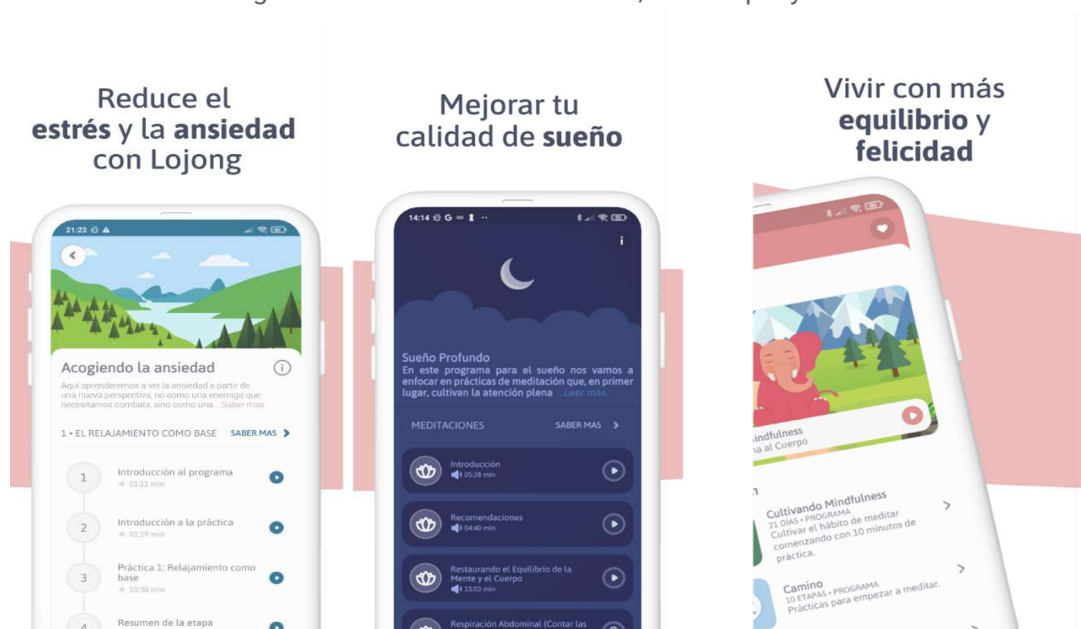 Reduce el
estrés y la ansiedad
con Lojong
21:23
Acogiendo la ansiedad
Aquí aprenderemos a ver la ansiedad a partir de
una nueva perspectiva, no como una enemiga que
necesitamos combatir, sino como una... Saber mas.
1 • EL RELAJAMIENTO COMO BASE SABER MAS
1
Introducción al programa
01:11 min
2
Introducción a la práctica
01:29 min
3
Práctica 1: Relajamiento como
base
10:30 min
4
Resumen de la etapa
Mejorar tu
calidad de sueño
14:14
Sueño Profundo
En este programa para el sueño nos vamos a
enfocar en prácticas de meditación que, en primer
lugar, cultivan la atención plena ...Leer más.
MEDITACIONES SABER MAS
Introducción
05:28 min
Recomendaciones
04:40 min
Restaurando el Equilibrio de la
Mente y el Cuerpo
15:03 min
Respiración Abdominal (Contar las
Vivir con más
equilibrio y
felicidad
indfulness
na al Cuerpo
Cultivando Mindfulness
21 DÍAS • PROGRAMA
Cultivar el hábito de meditar
comenzando con 10 minutos de
práctica.
Camino
10 ETAPAS • PROGRAMA
Prácticas para empezar a meditar.